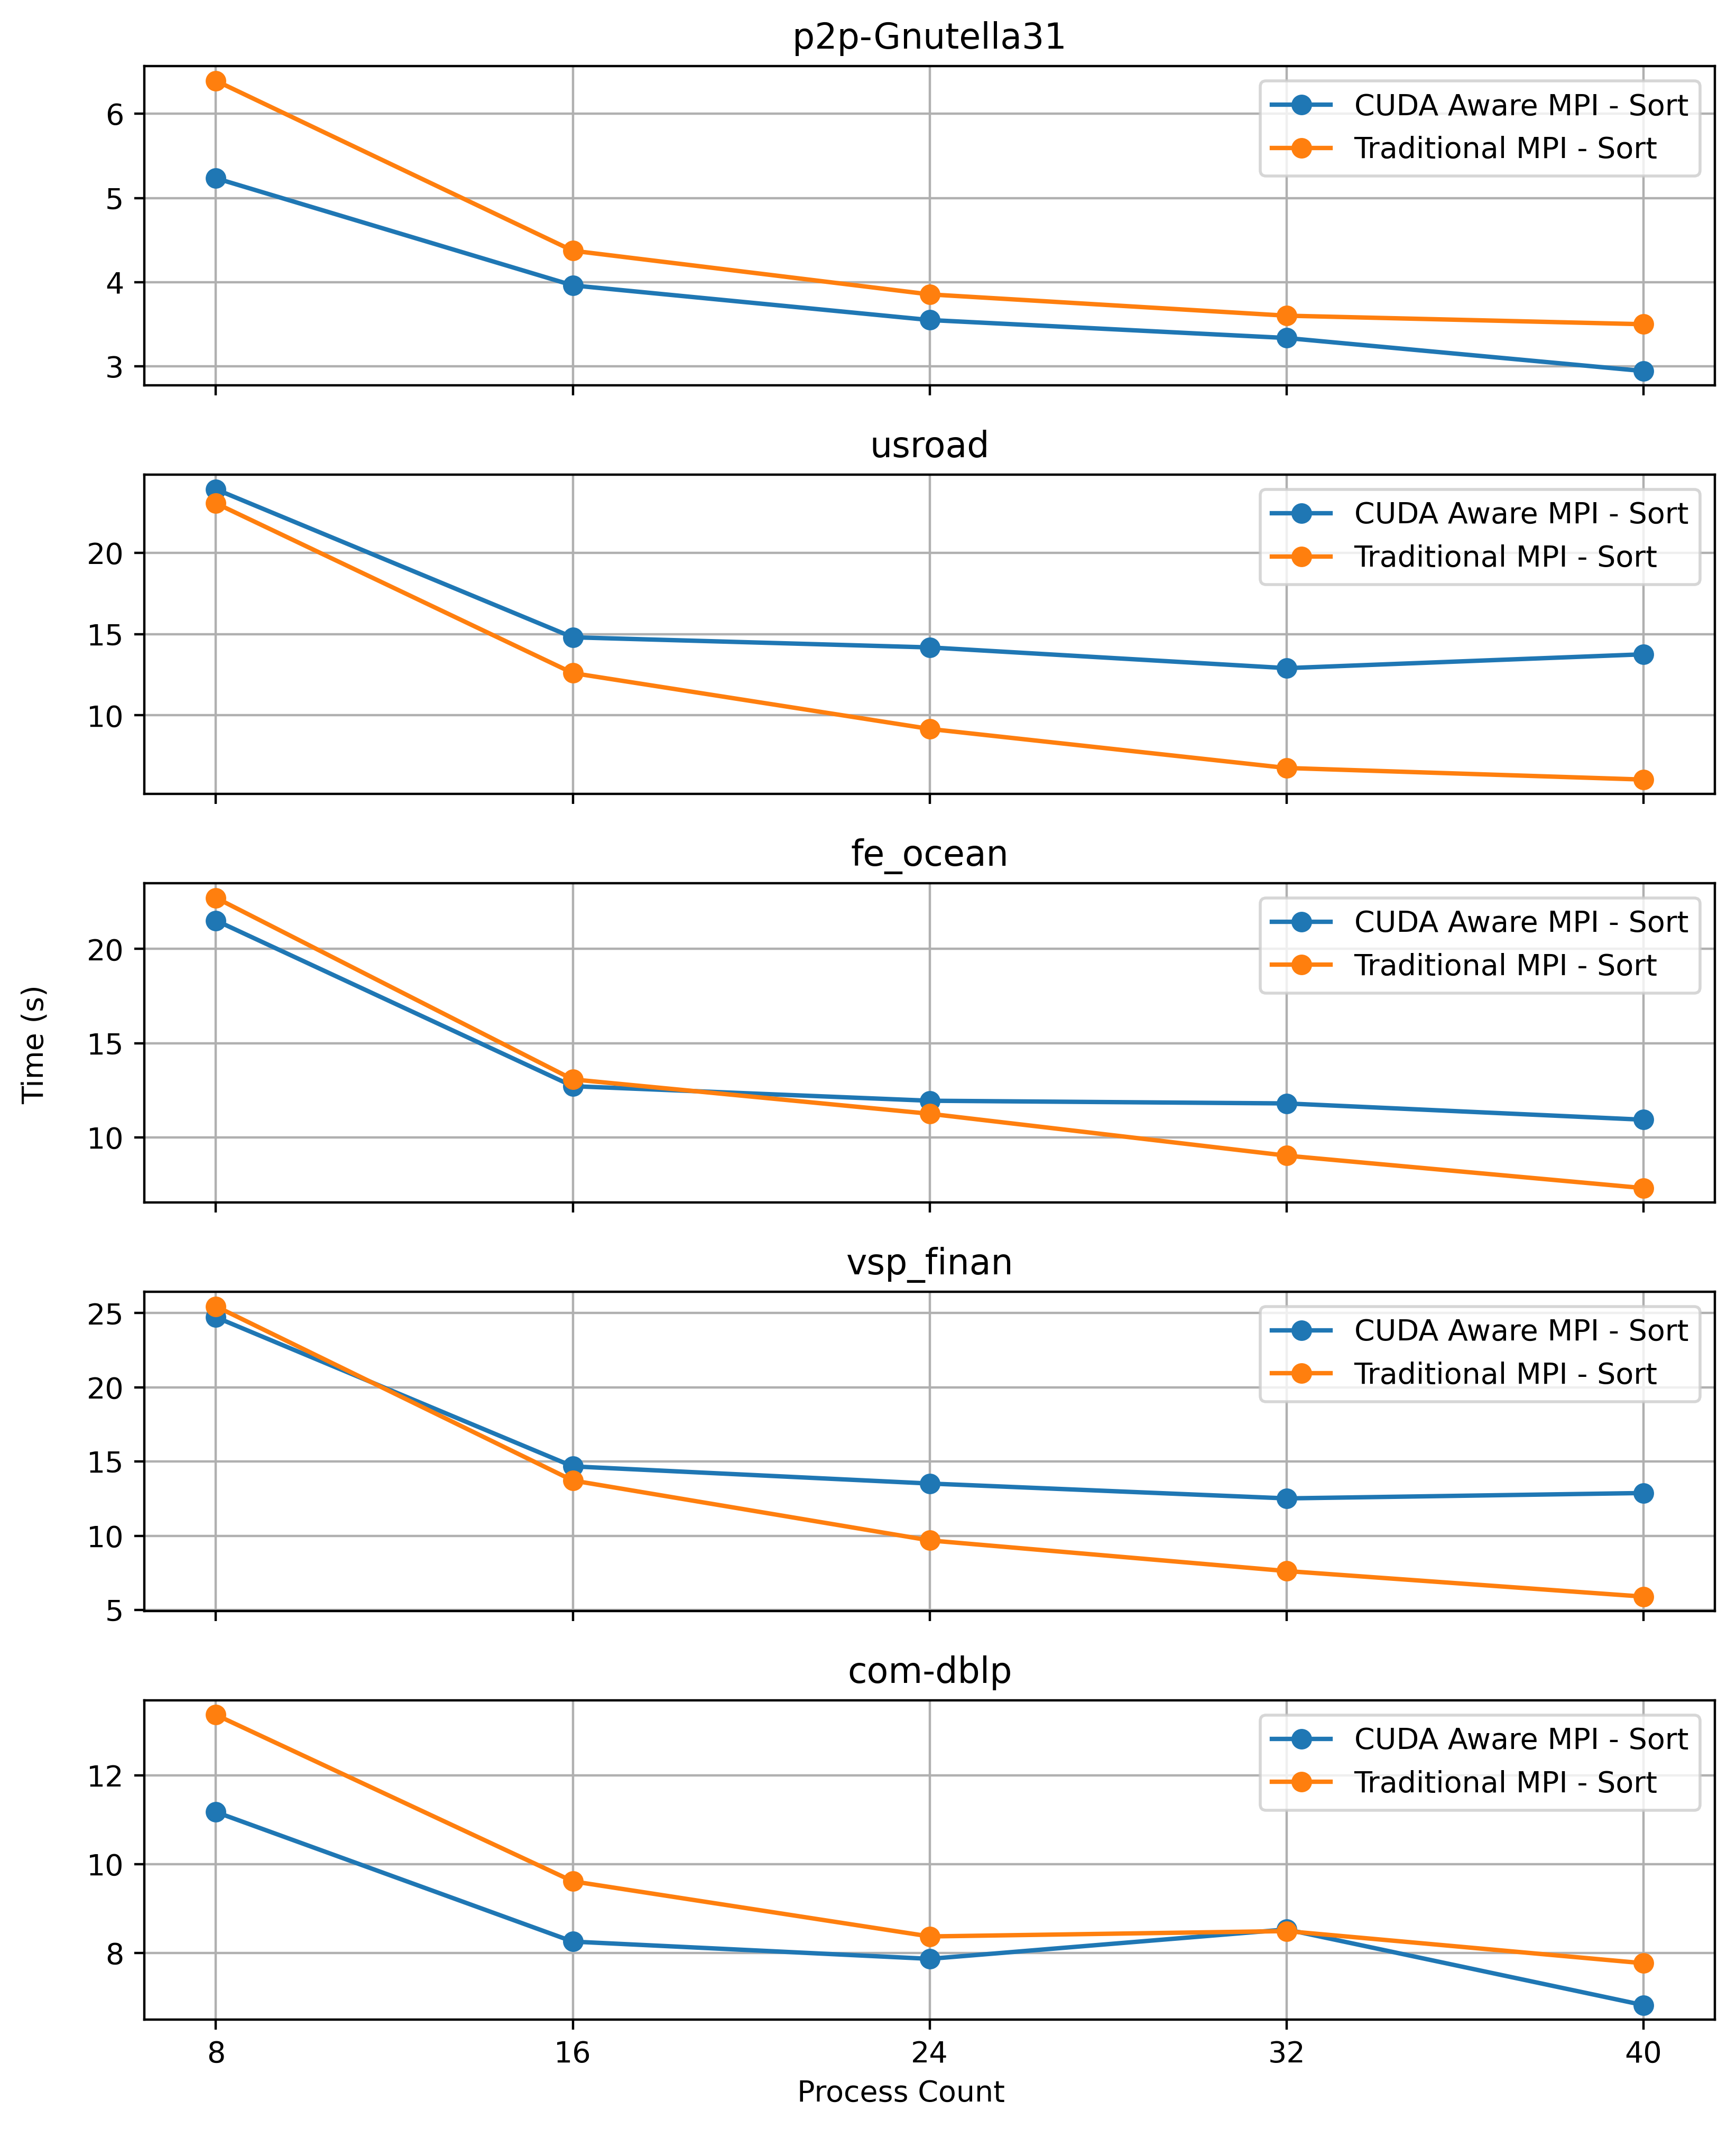 p2p-Gnutella31
6
5
4
3
CUDA Aware MPI - Sort
Traditional MPI - Sort
usroad
20
15
10
CUDA Aware MPI - Sort
Traditional MPI - Sort
fe_ocean
20
15
10
CUDA Aware MPI - Sort
Traditional MPI - Sort
Time (s)
vsp_finan
25
20
15
10
5
CUDA Aware MPI - Sort
Traditional MPI - Sort
com-dblp
12
10
8
CUDA Aware MPI - Sort
Traditional MPI - Sort
8 16 24 32 40
Process Count